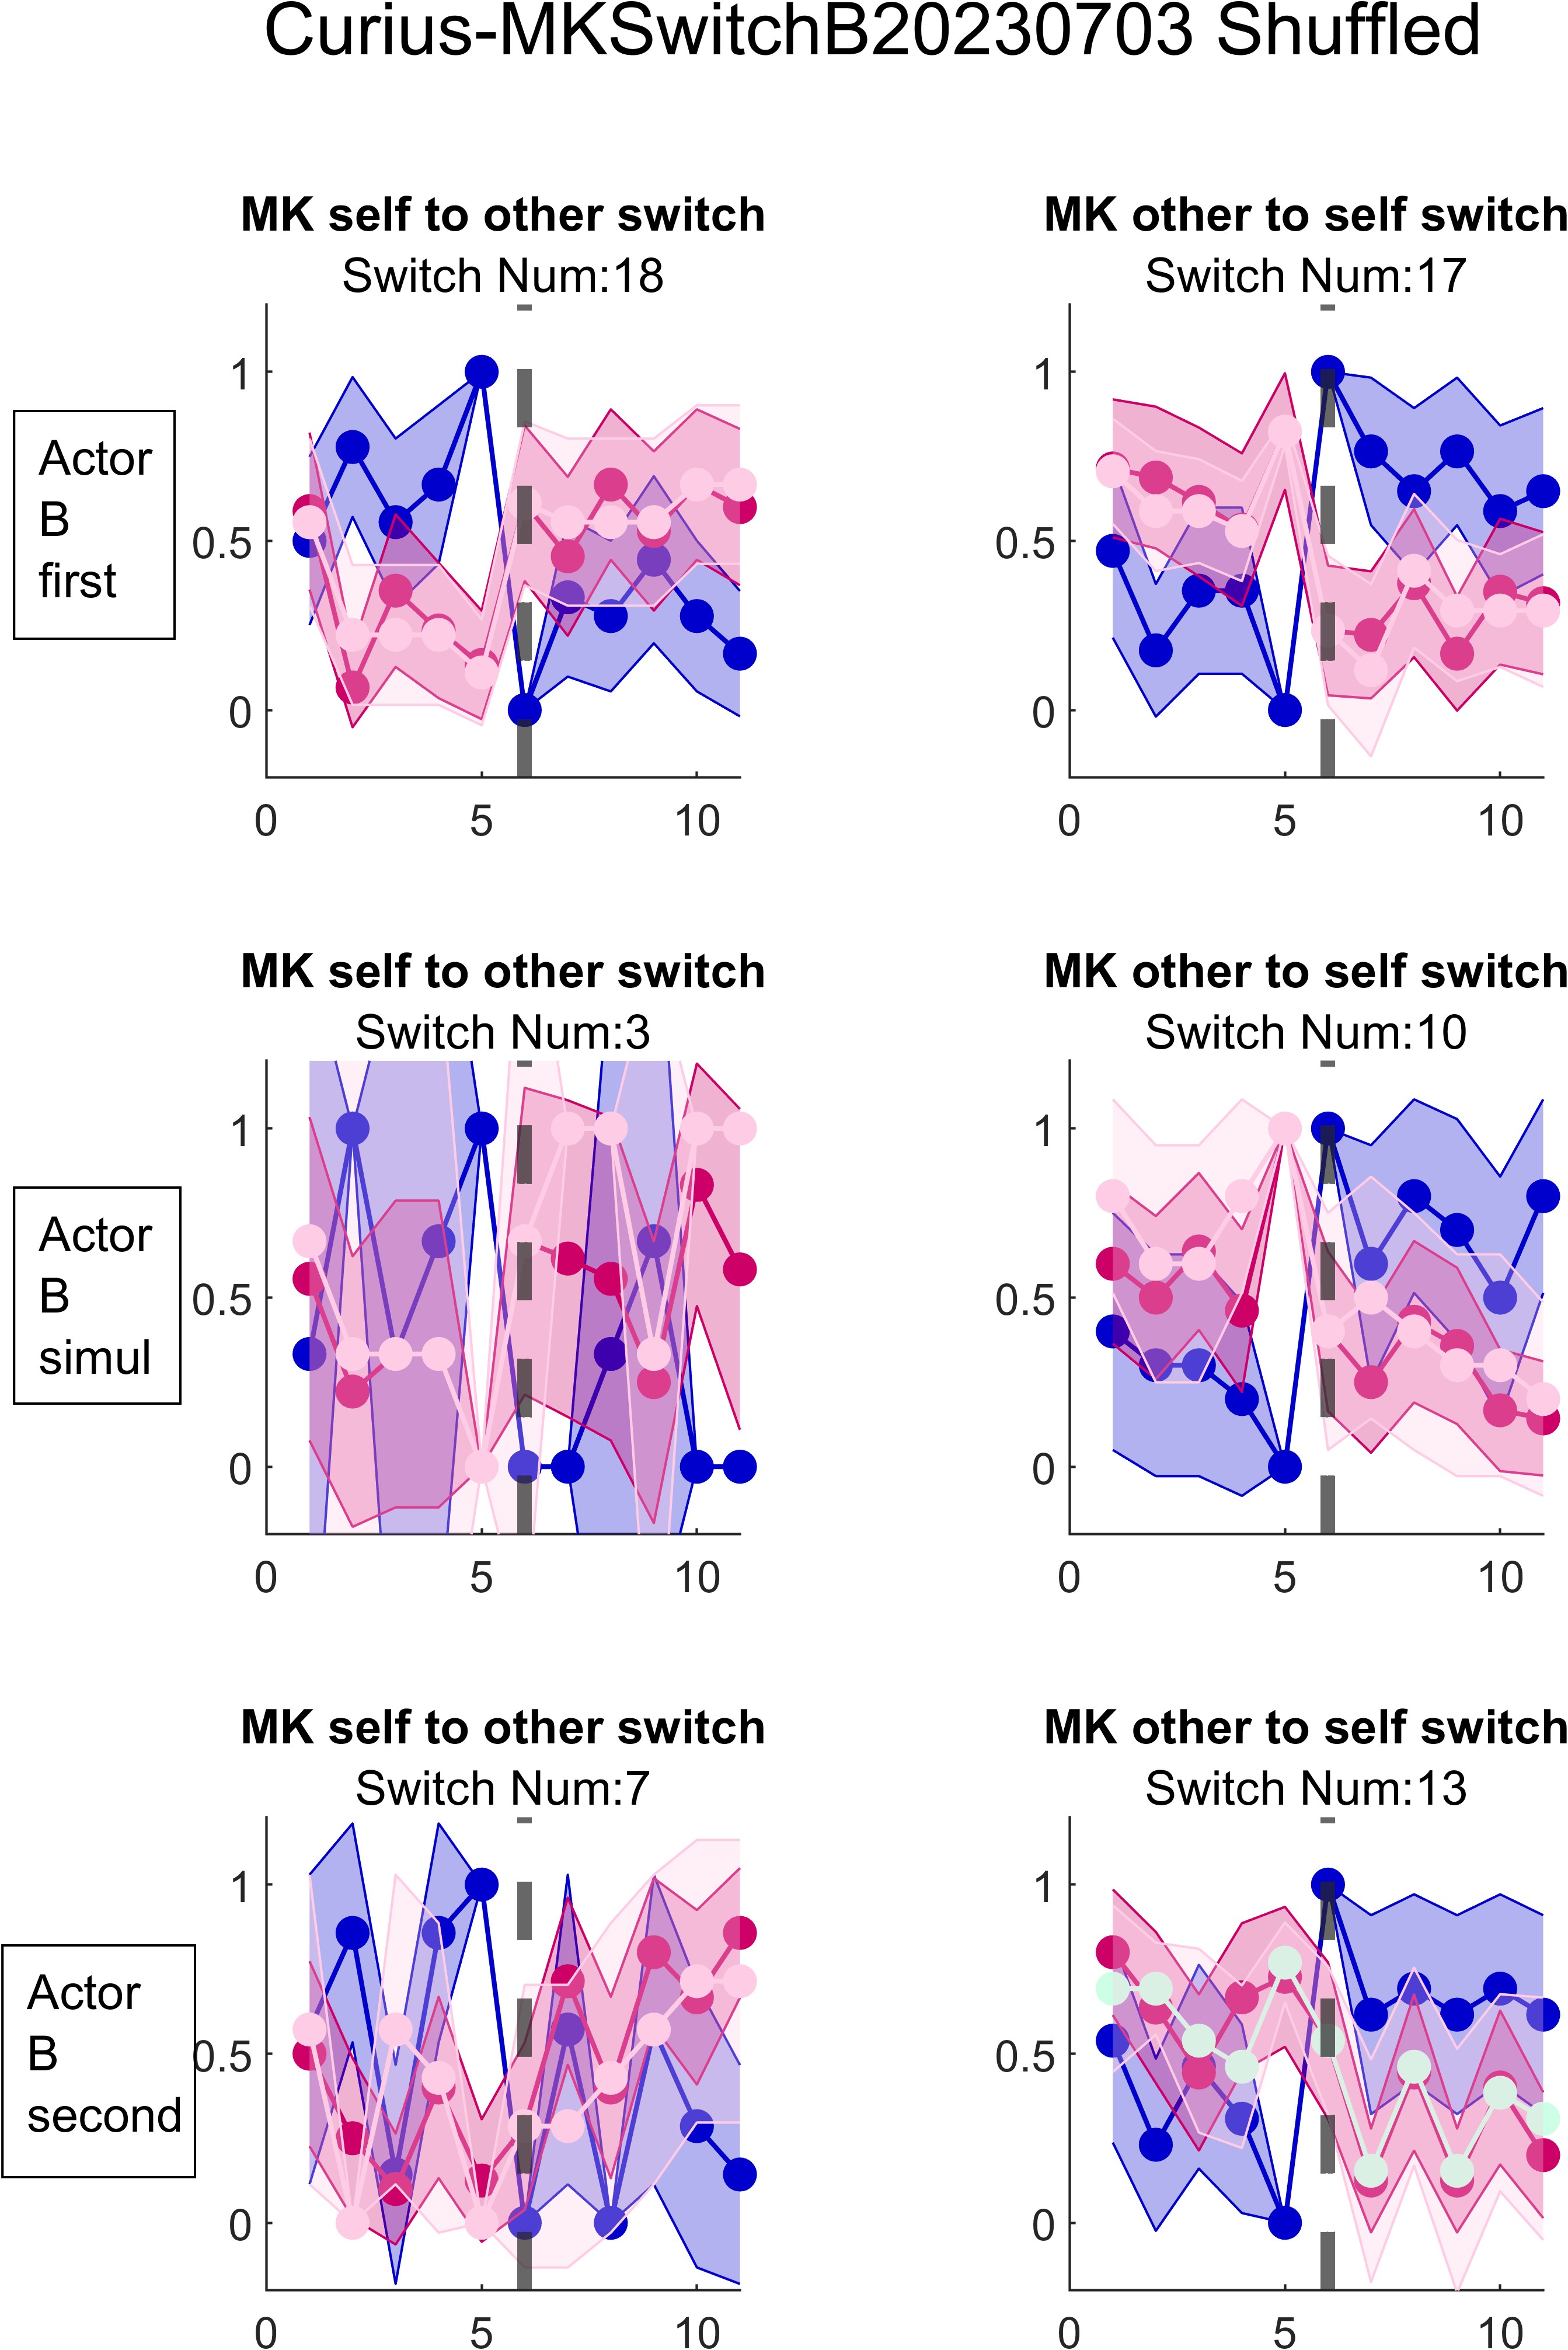 Curius-MKSwitchB20230703 Shuffled
MK self to other switch
Switch Num:18
MK other to self switch
Switch Num:17
Actor
B
first
1
0.5
0
0
5
10
1
0.5
0
0
5
10
MK self to other switch
Switch Num:3
MK other to self switch
Switch Num:10
Actor
B
simul
1
0.5
0
0
5
10
1
0.5
0
0
5
10
MK self to other switch
Switch Num:7
MK other to self switch
Switch Num:13
Actor
B
second
1
0.5
0
0
5
10
1
0.5
0
0
5
10